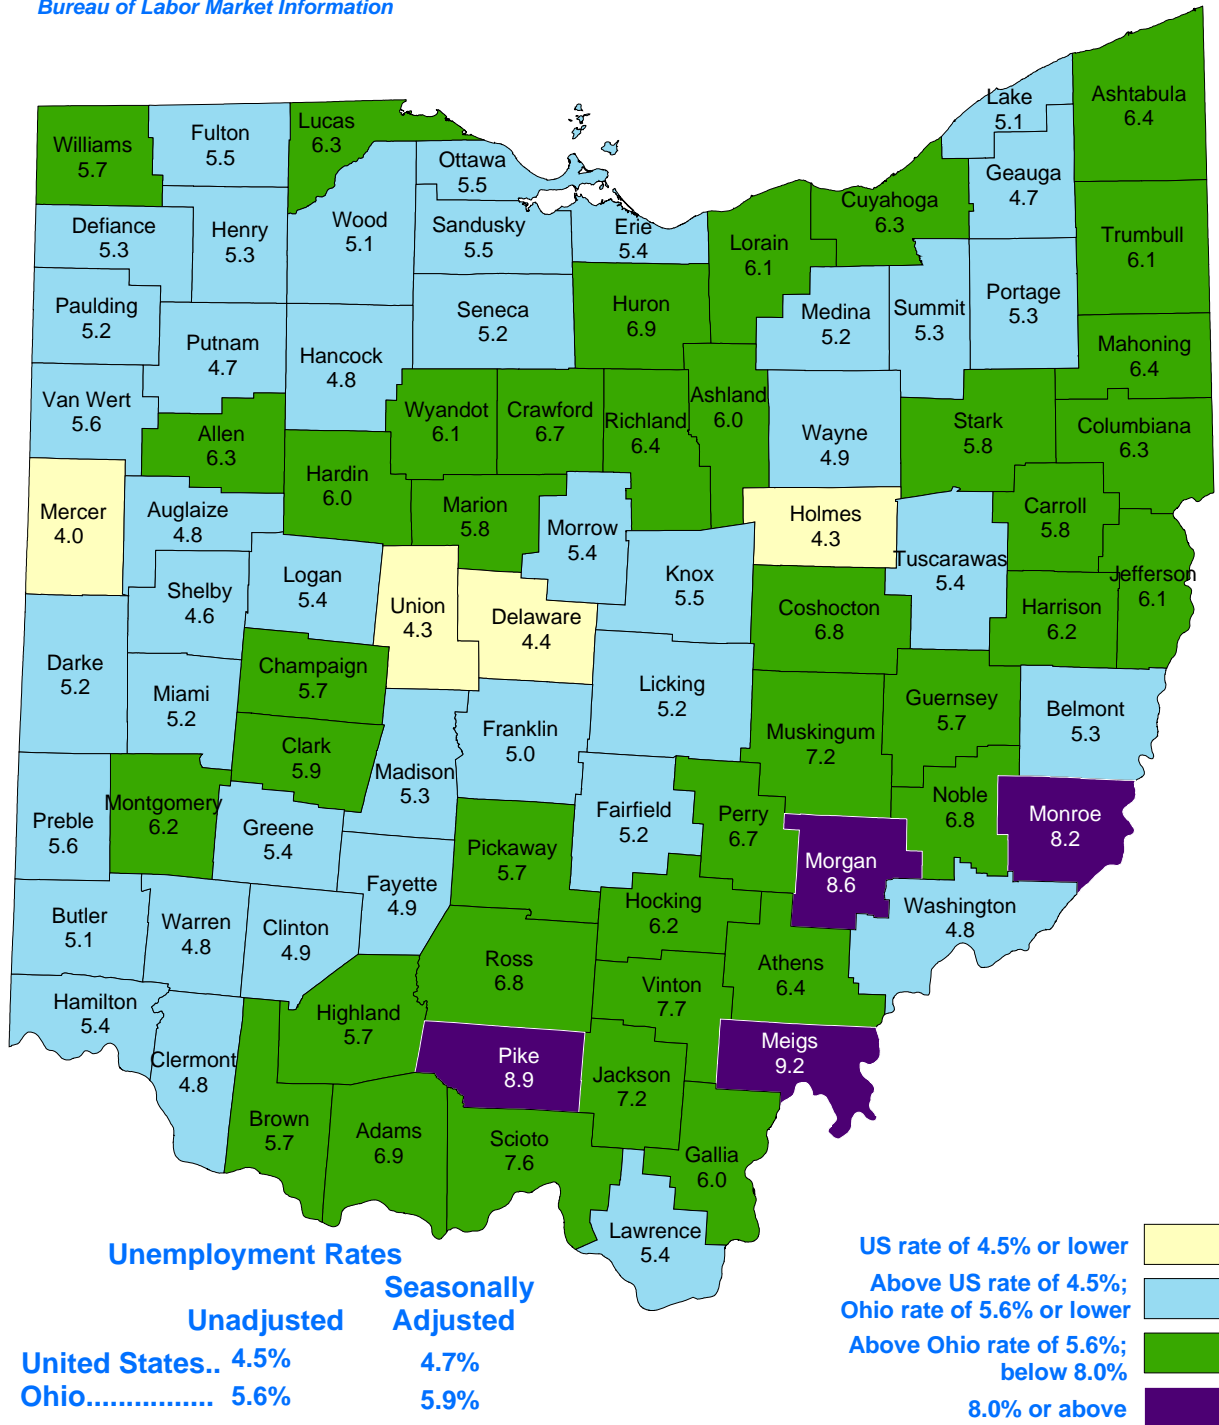 Bureau of Labor Market Information
Lake
5.1
Ashtabula
6.4
Williams
5.7
Fulton
5.5
Lucas
6.3
Ottawa
5.5
Geauga
4.7
Cuyahoga
6.3
Defiance
5.3
Henry
5.3
Wood
5.1
Sandusky
5.5
Erie
5.4
Lorain
6.1
Trumbull
6.1
Paulding
5.2
Putnam
4.7
Hancock
4.8
Seneca
5.2
Huron
6.9
Medina
5.2
Summit
5.3
Portage
5.3
Mahoning
6.4
Van Wert
5.6
Allen
6.3
Wyandot
6.1
Crawford
6.7
Richland
6.4
Ashland
6.0
Wayne
4.9
Stark
5.8
Columbiana
6.3
Hardin
6.0
Mercer
4.0
Auglaize
4.8
Marion
5.8
Morrow
5.4
Holmes
4.3
Carroll
5.8
Tuscarawas
5.4
Jefferson
6.1
Shelby
4.6
Logan
5.4
Union
4.3
Delaware
4.4
Knox
5.5
Coshocton
6.8
Harrison
6.2
Darke
5.2
Miami
5.2
Champaign
5.7
Licking
5.2
Guernsey
5.7
Belmont
5.3
Clark
5.9
Madison
5.3
Franklin
5.0
Muskingum
7.2
Preble
5.6
Montgomery
6.2
Greene
5.4
Fairfield
5.2
Perry
6.7
Noble
6.8
Monroe
8.2
Fayette
4.9
Pickaway
5.7
Morgan
8.6
Butler
5.1
Warren
4.8
Clinton
4.9
Hocking
6.2
Washington
4.8
Ross
6.8
Athens
6.4
Hamilton
5.4
Highland
5.7
Vinton
7.7
Clermont
4.8
Pike
8.9
Jackson
7.2
Meigs
9.2
Brown
5.7
Adams
6.9
Scioto
7.6
Gallia
6.0
Lawrence
5.4
Unemployment Rates
Seasonally
Unadjusted Adjusted
United States.. 4.5% 4.7%
Ohio................ 5.6% 5.9%
US rate of 4.5% or lower
Above US rate of 4.5%;
Ohio rate of 5.6% or lower
Above Ohio rate of 5.6%;
below 8.0%
8.0% or above